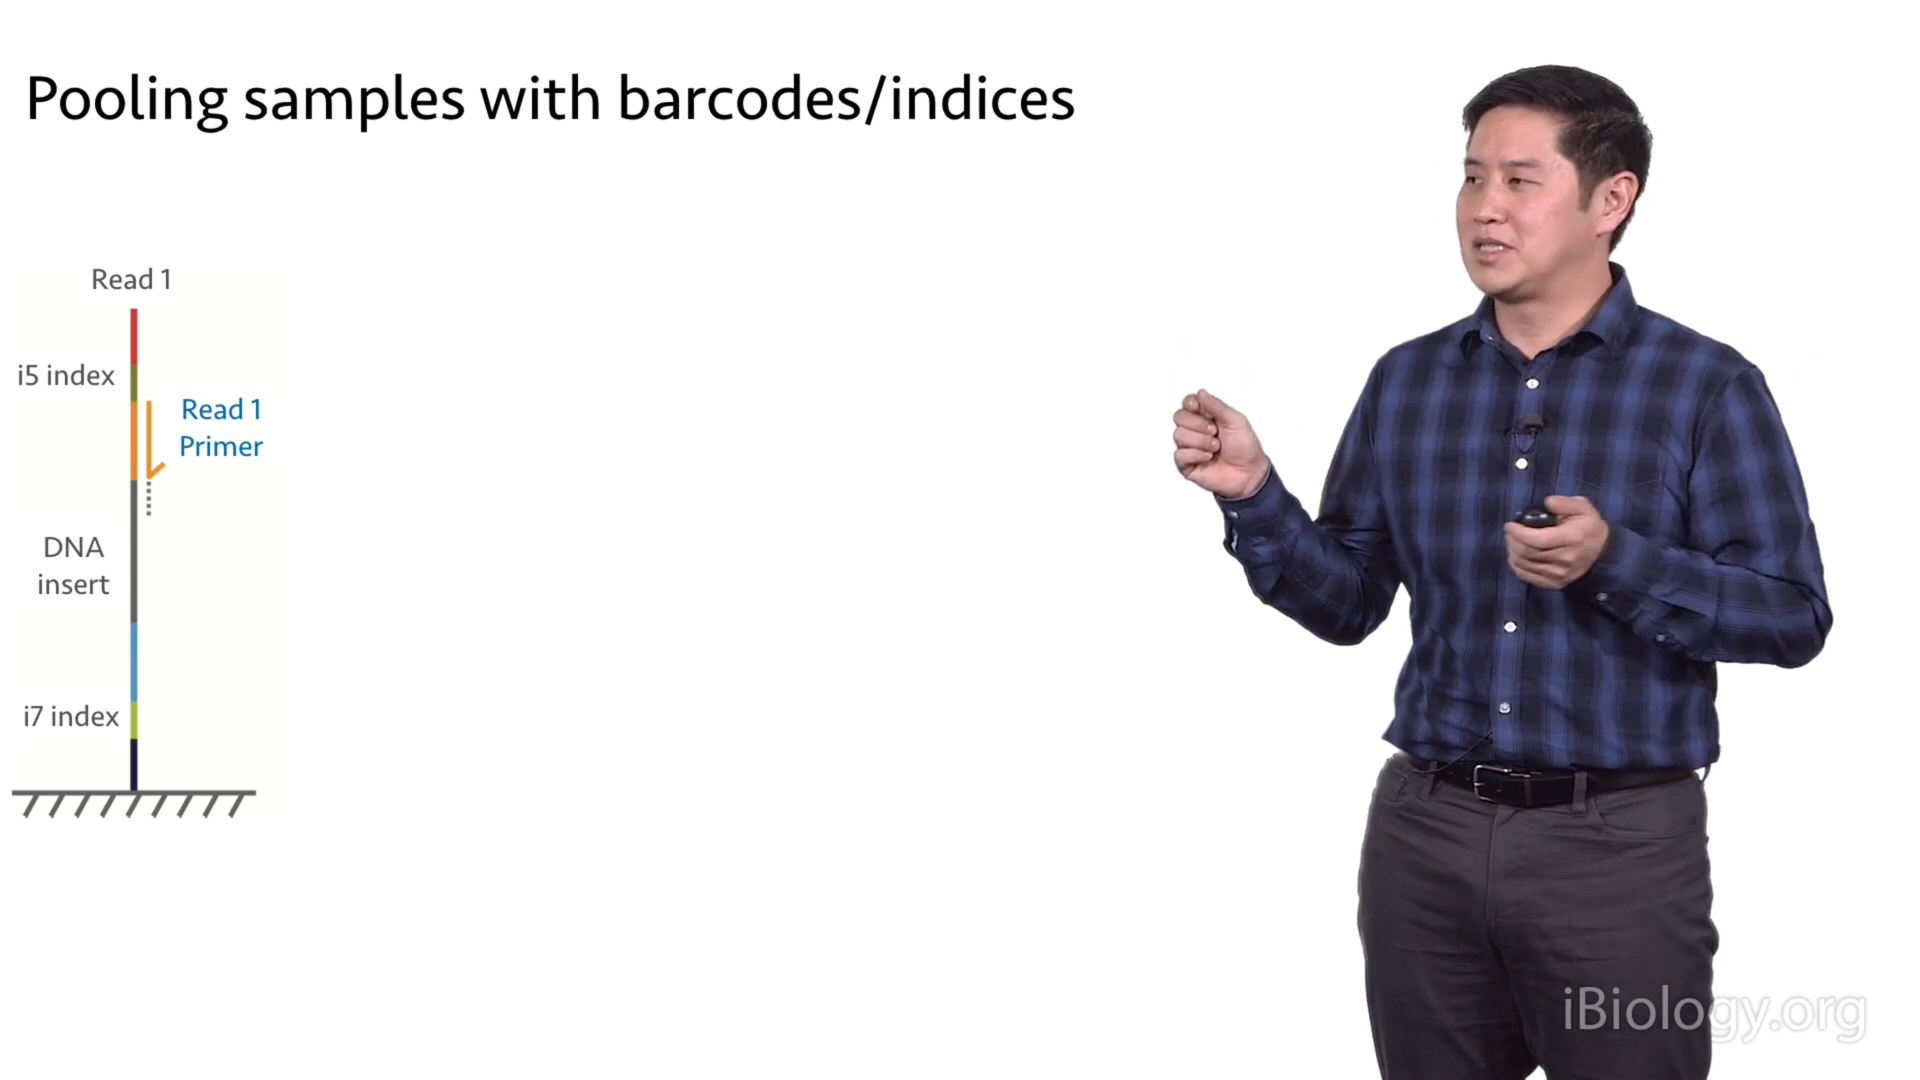 Pooling samples with barcodes/indices
Read 1
i5 index
Read 1
Primer
DNA
insert
i7 index
iBiology.org